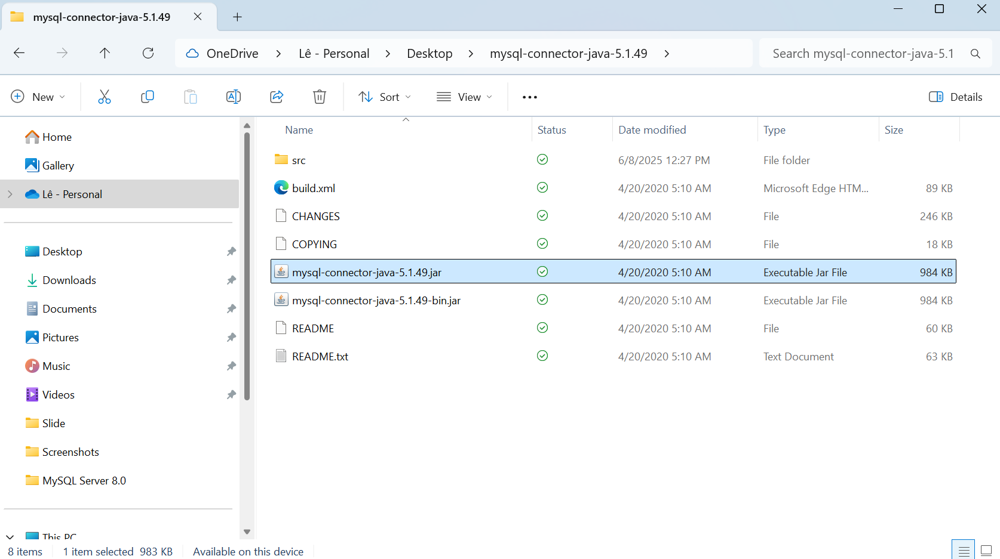 mysql-connector-java-5.1.49
OneDrive > Lê - Personal > Desktop > mysql-connector-java-5.1.49 >
Search mysql-connector-java-5.1
New
Sort
View
Details
Home
Gallery
Lê - Personal
Desktop
Downloads
Documents
Pictures
Music
Videos
Slide
Screenshots
MySQL Server 8.0
This PC
Name Status Date modified Type Size
src 6/8/2025 12:27 PM File folder
build.xml 4/20/2020 5:10 AM Microsoft Edge HTM... 89 KB
CHANGES 4/20/2020 5:10 AM File 246 KB
COPYING 4/20/2020 5:10 AM File 18 KB
mysql-connector-java-5.1.49.jar 4/20/2020 5:10 AM Executable Jar File 984 KB
mysql-connector-java-5.1.49-bin.jar 4/20/2020 5:10 AM Executable Jar File 984 KB
README 4/20/2020 5:10 AM File 60 KB
README.txt 4/20/2020 5:10 AM Text Document 63 KB
8 items 1 item selected 983 KB Available on this device